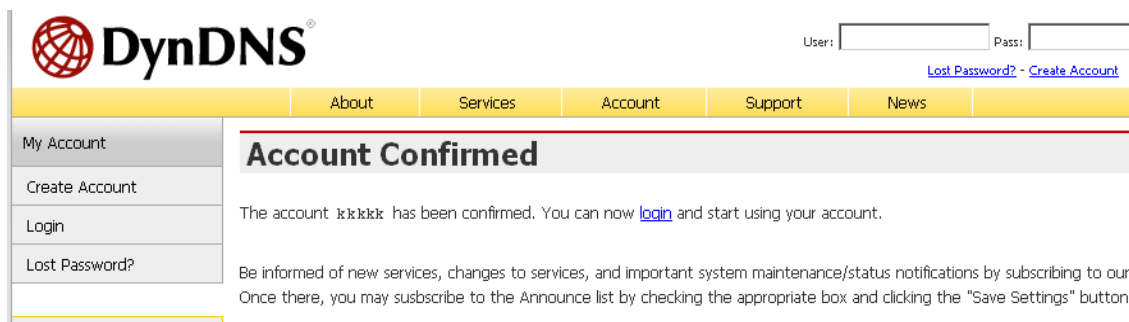 DynDNS®
User: Pass:
Lost Password? - Create Account
About Services Account Support News
My Account
Create Account
Login
Lost Password?
Account Confirmed
The account kkkkk has been confirmed. You can now login and start using your account.
Be informed of new services, changes to services, and important system maintenance/status notifications by subscribing to our
Once there, you may susbscribe to the Announce list by checking the appropriate box and clicking the "Save Settings" button